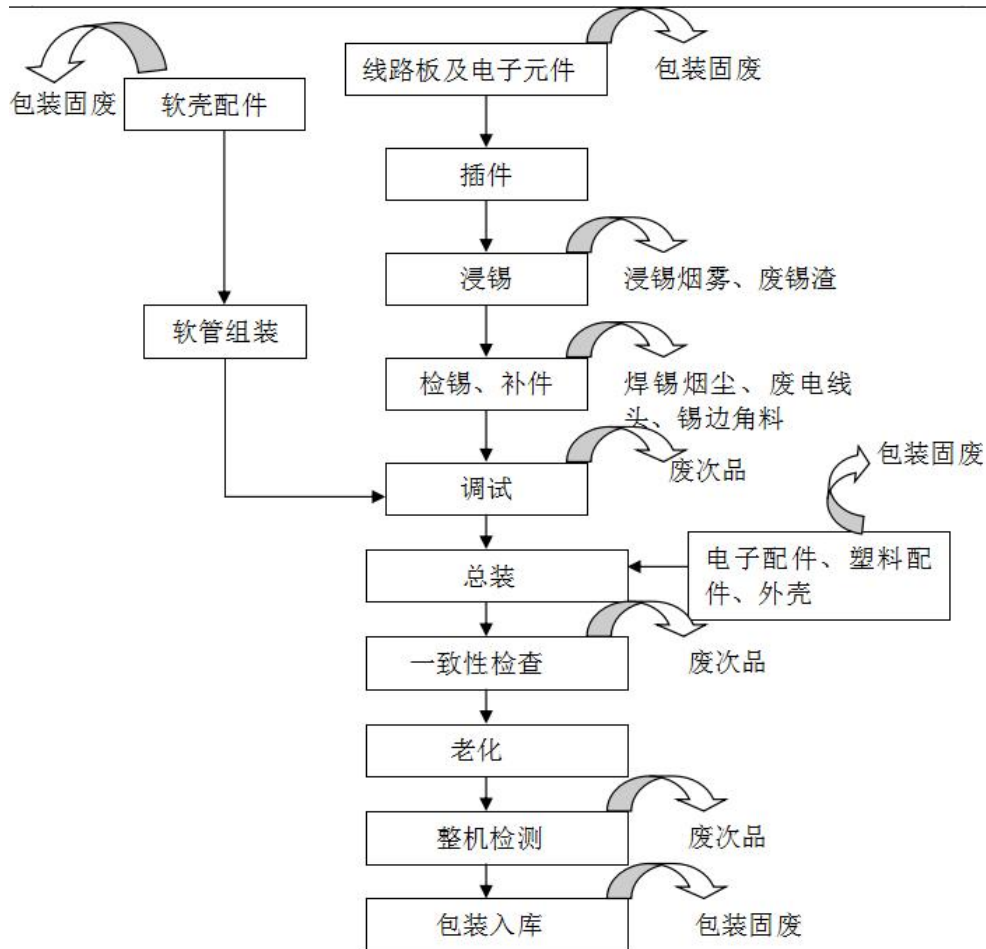 线路板及电子元件
包装固废
包装固废
软壳配件
插件
浸锡
浸锡烟雾、废锡渣
软管组装
检锡、补件
焊锡烟尘、废电线
头、锡边角料
废次品
包装固废
调试
电子配件、塑料配
件、外壳
总装
一致性检查
废次品
老化
整机检测
废次品
包装入库
包装固废